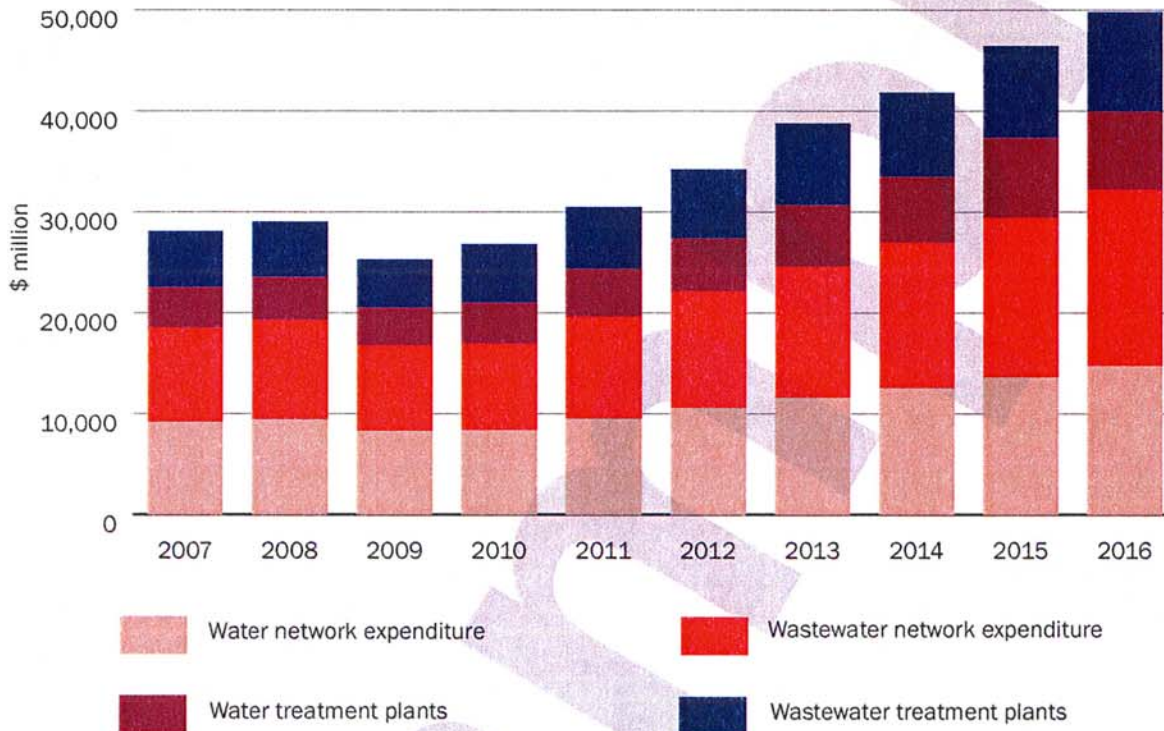 50,000
40,000
30,000
20,000
10,000
0
$ million
2007 2008 2009 2010 2011 2012 2013 2014 2015 2016
Water network expenditure
Wastewater network expenditure
Water treatment plants
Wastewater treatment plants